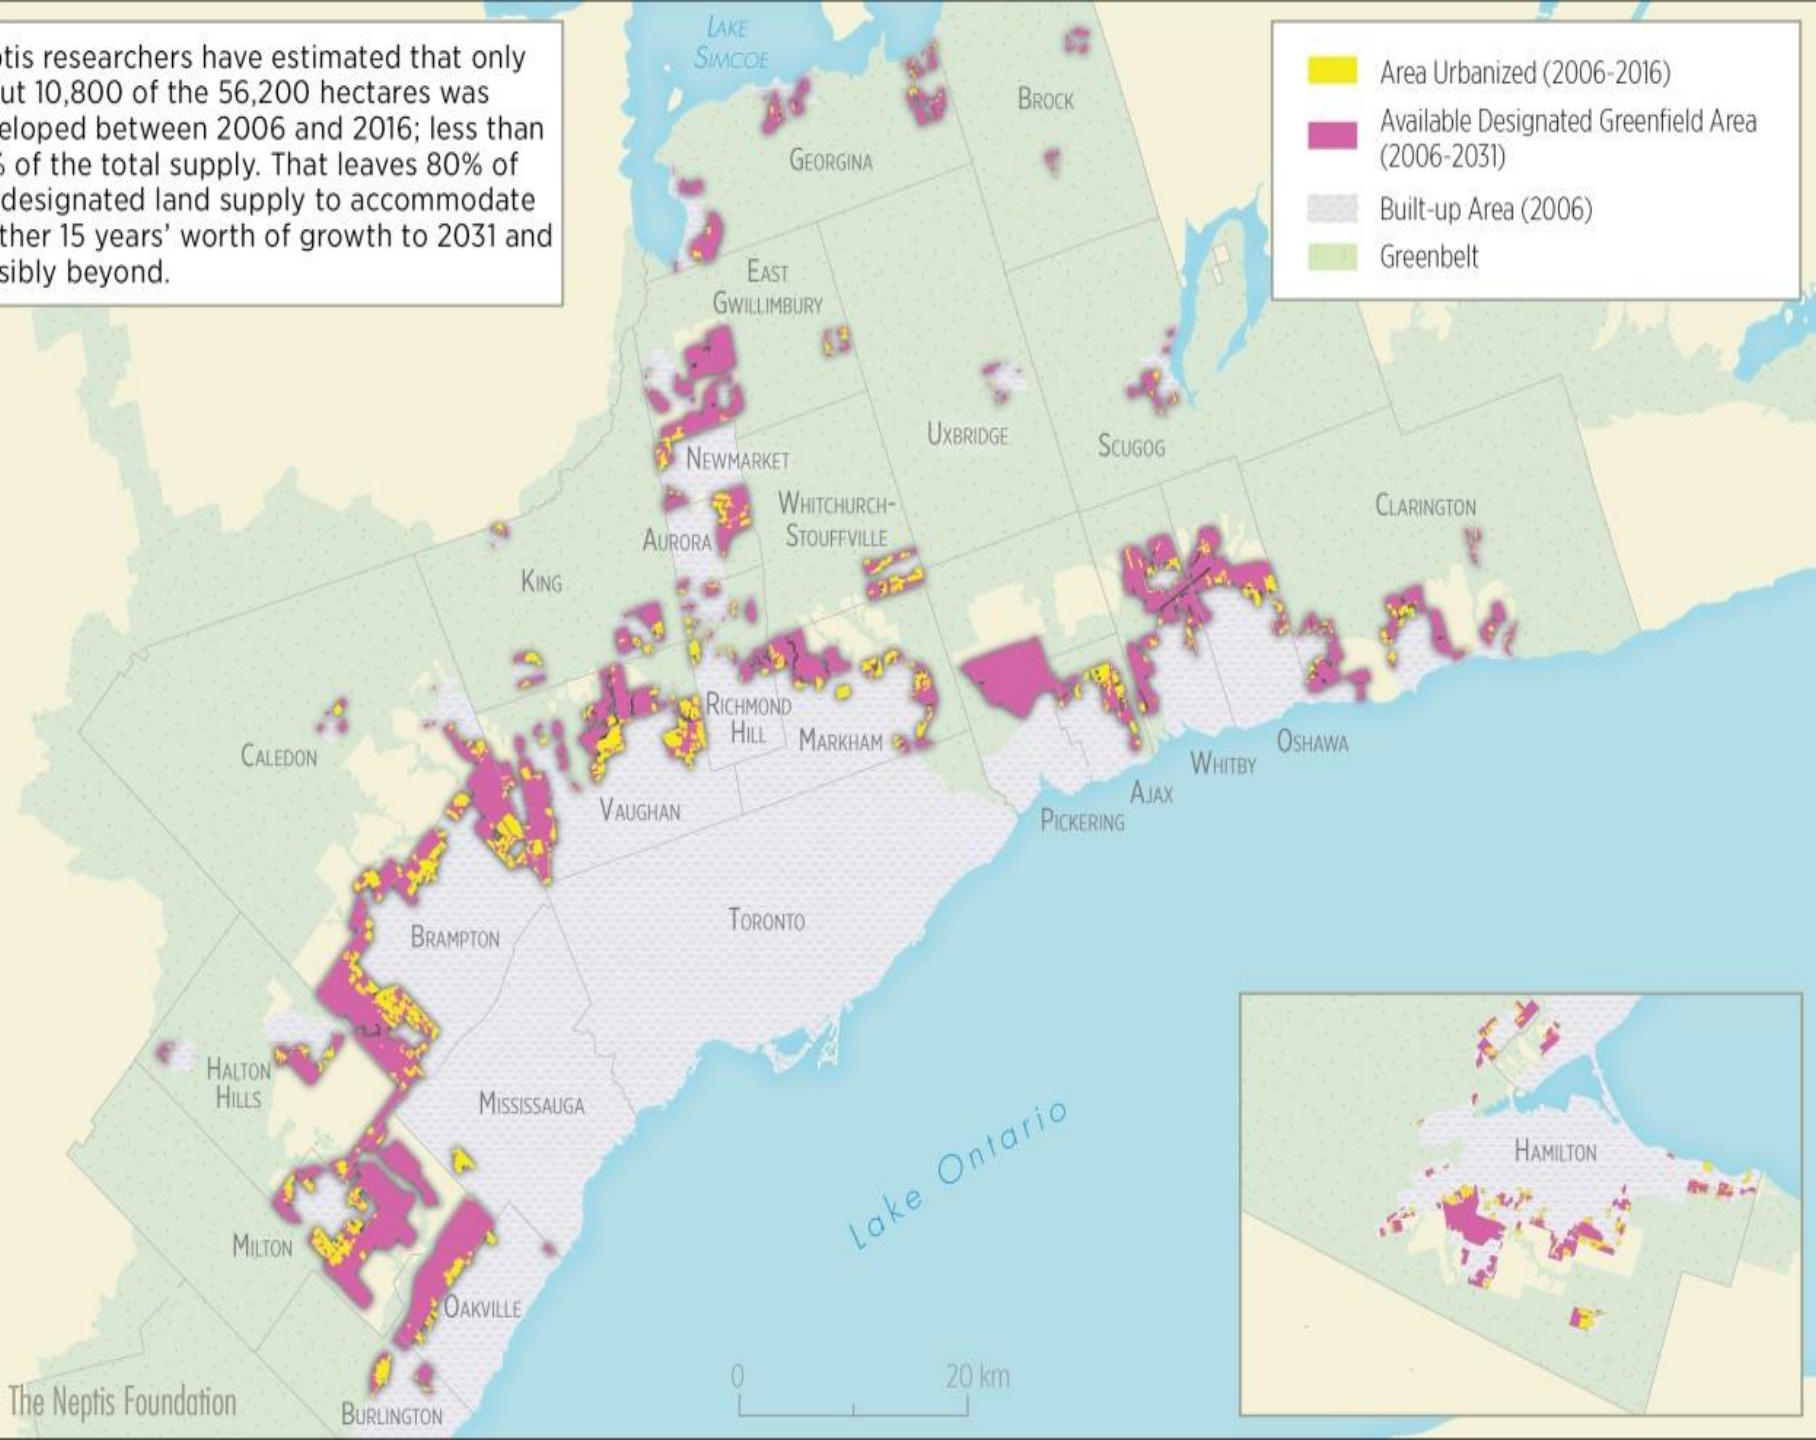 tis researchers have estimated that only
ut 10,800 of the 56,200 hectares was
eloped between 2006 and 2016; less than
% of the total supply. That leaves 80% of
designated land supply to accommodate
ther 15 years' worth of growth to 2031 and
sibly beyond.
LAKE
SIMCOE
BROCK
GEORGINA
Area Urbanized (2006-2016)
Available Designated Greenfield Area
(2006-2031)
Built-up Area (2006)
Greenbelt
EAST
GWILLIMBURY
UXBRIDGE
SCUGOG
NEWMARKET
WHITCHURCH-
STOUFFVILLE
CLARINGTON
AURORA
KING
RICHMOND
HILL
MARKHAM
OSHAWA
CALEDON
WHITBY
AJAX
VAUGHAN
PICKERING
TORONTO
BRAMPTON
HALTON
HILLS
MISSISSAUGA
Lake Ontario
HAMILTON
MILTON
OAKVILLE
0 20 km
The Neptis Foundation
BURLINGTON